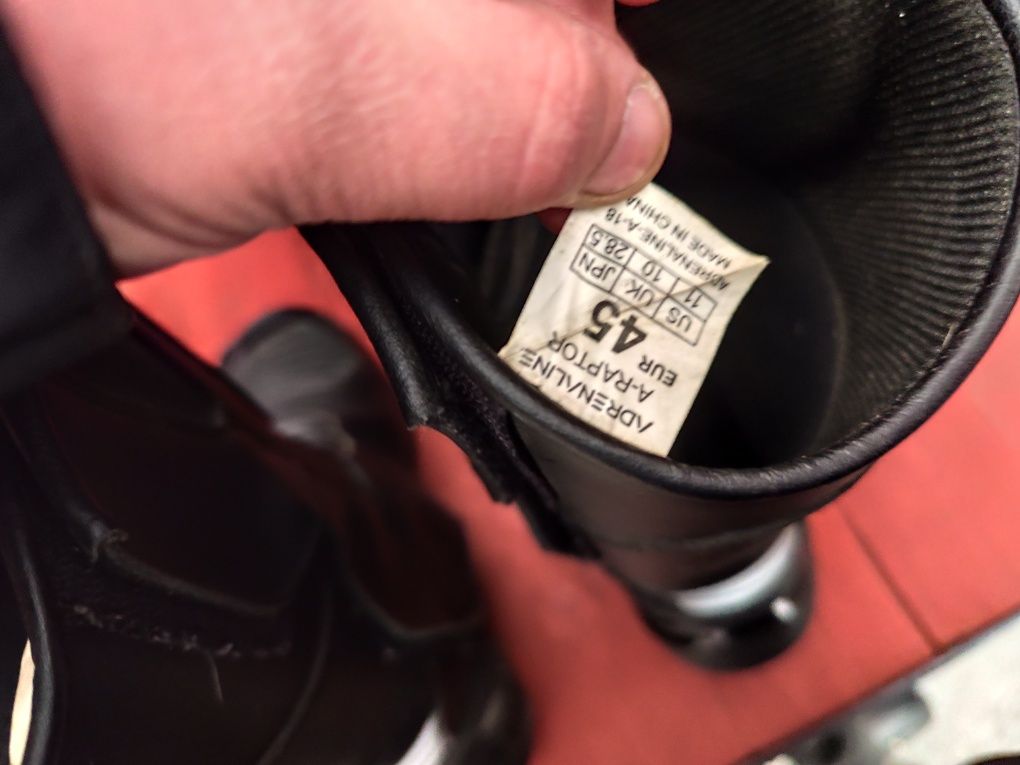 ADRENALINE
A-RAPTOR
EUR 45
US UK JPN
11 10 28.5
ADRENALINE: A-18
MADE IN CHINA